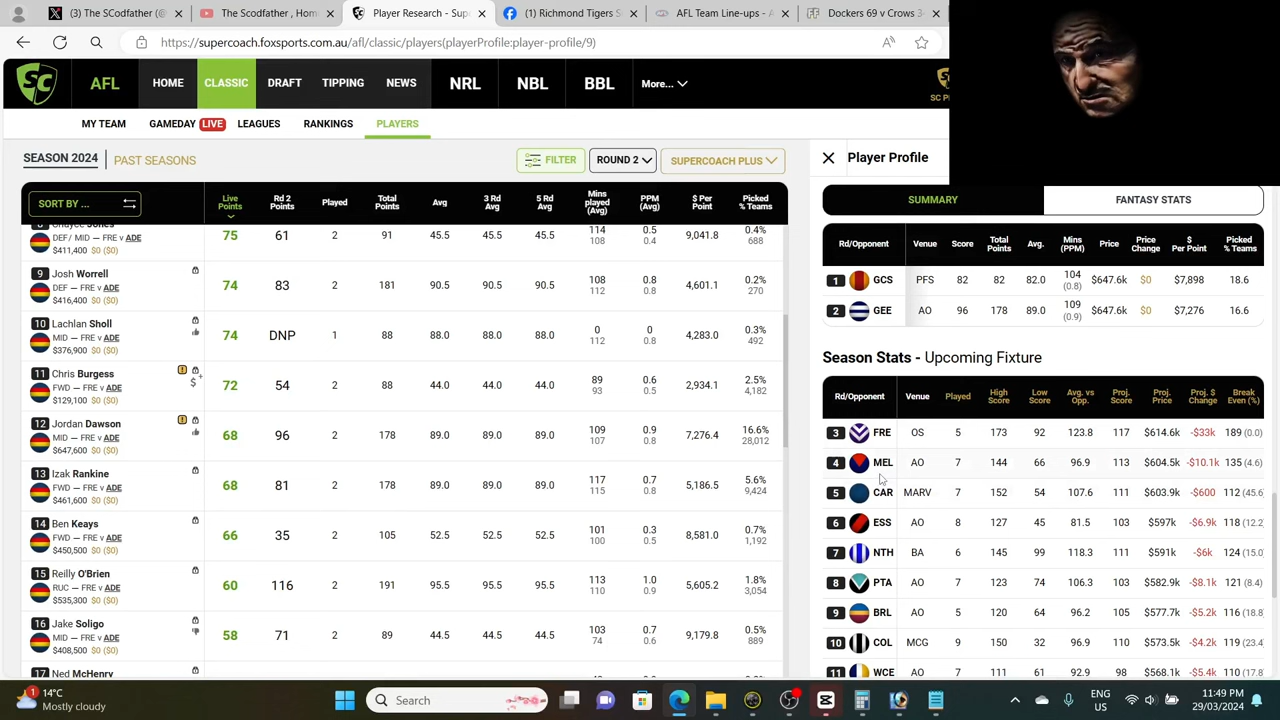 (3) The SCodfather (@
The SCodfather, Hom
Player Research - Sup
(1) Richmond Tigers S
AFL Team Line-ups - A
Dockers 69 v Crows 34
https://supercoach.foxsports.com.au/afl/classic/players(playerProfile:player-profile/9)
SC AFL HOME CLASSIC DRAFT TIPPING NEWS NRL NBL BBL More...
SC P
MY TEAM GAMEDAY LIVE LEAGUES RANKINGS PLAYERS
SEASON 2024 PAST SEASONS FILTER ROUND 2 SUPERCOACH PLUS
SORT BY ... Live Points Rd 2 Points Played Total Points Avg 3 Rd Avg 5 Rd Avg Mins played (Avg) PPM (Avg) $ Per Point Picked % Teams
Jones
DEF/ MID — FRE v ADE
$411,400 $0 ($0)
75 61 2 91 45.5 45.5 45.5 114 108 0.5 0.4 9,041.8 0.4% 688
9 Josh Worrell
DEF — FRE v ADE
$416,400 $0 ($0)
74 83 2 181 90.5 90.5 90.5 108 112 0.8 0.8 4,601.1 0.2% 270
10 Lachlan Sholl
MID — FRE v ADE
$376,900 $0 ($0)
74 DNP 1 88 88.0 88.0 88.0 0 112 0 0.8 4,283.0 0.3% 492
11 Chris Burgess
FWD — FRE v ADE
$129,100 $0 ($0)
72 54 2 88 44.0 44.0 44.0 89 93 0.6 0.5 2,934.1 2.5% 4,182
12 Jordan Dawson
MID — FRE v ADE
$647,600 $0 ($0)
68 96 2 178 89.0 89.0 89.0 109 107 0.9 0.8 7,276.4 16.6% 28,012
13 Izak Rankine
FWD — FRE v ADE
$461,600 $0 ($0)
68 81 2 178 89.0 89.0 89.0 117 115 0.7 0.8 5,186.5 5.6% 9,424
14 Ben Keays
FWD — FRE v ADE
$450,500 $0 ($0)
66 35 2 105 52.5 52.5 52.5 101 100 0.3 0.5 8,581.0 0.7% 1,192
15 Reilly O'Brien
RUC — FRE v ADE
$535,300 $0 ($0)
60 116 2 191 95.5 95.5 95.5 113 110 1.0 0.9 5,605.2 1.8% 3,054
16 Jake Soligo
MID — FRE v ADE
$408,500 $0 ($0)
58 71 2 89 44.5 44.5 44.5 103 74 0.7 0.6 9,179.8 0.5% 889
17 Ned McHenry
Player Profile
SUMMARY FANTASY STATS
Rd/Opponent Venue Score Total Points Avg. Mins (PPM) Price Price Change $ Per Point Picked % Teams
1 GCS PFS 82 82 82.0 104 (0.8) $647.6k $0 $7,898 18.6
2 GEE AO 96 178 89.0 109 (0.9) $647.6k $0 $7,276 16.6
Season Stats - Upcoming Fixture
Rd/Opponent Venue Played High Score Low Score Avg. vs Opp. Proj. Score Proj. Price Proj. $ Change Break Even (%)
3 FRE OS 5 173 92 123.8 117 $614.6k -$33k 189 (0.0)
4 MEL AO 7 144 66 96.9 113 $604.5k -$10.1k 135 (4.6)
5 CAR MARV 7 152 54 107.6 111 $603.9k -$600 112 (45.6
6 ESS AO 8 127 45 81.5 103 $597k -$6.9k 118 (12.2
7 NTH BA 6 145 99 118.3 111 $591k -$6k 124 (15.0
8 PTA AO 7 123 74 106.3 103 $582.9k -$8.1k 121 (8.4)
9 BRL AO 5 120 64 96.2 105 $577.7k -$5.2k 116 (18.8
10 COL MCG 9 150 32 96.9 110 $573.5k -$4.2k 119 (23.4
11 WCE AO 7 111 61 92.9 98 $568.1k -$5.4k 110 (17.8
14°C
Mostly cloudy
Search
ENG
US
11:49 PM
29/03/2024